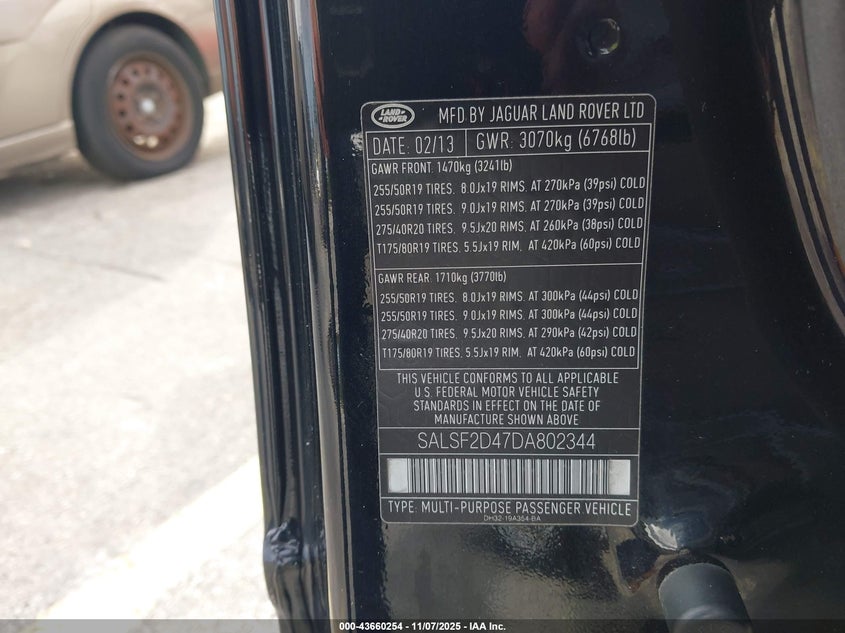 LAND
ROVER
MFD BY JAGUAR LAND ROVER LTD
DATE: 02/13 GWR: 3070kg (6768lb)
GAWR FRONT: 1470kg (3241lb)
255/50R19 TIRES. 8.0Jx19 RIMS. AT 270kPa (39psi) COLD
255/50R19 TIRES. 9.0Jx19 RIMS. AT 270kPa (39psi) COLD
275/40R20 TIRES. 9.5Jx20 RIMS. AT 260kPa (38psi) COLD
T175/80R19 TIRES. 5.5Jx19 RIM. AT 420kPa (60psi) COLD
GAWR REAR: 1710kg (3770lb)
255/50R19 TIRES. 8.0Jx19 RIMS. AT 300kPa (44psi) COLD
255/50R19 TIRES. 9.0Jx19 RIMS. AT 300kPa (44psi) COLD
275/40R20 TIRES. 9.5Jx20 RIMS. AT 290kPa (42psi) COLD
T175/80R19 TIRES. 5.5Jx19 RIM. AT 420kPa (60psi) COLD
THIS VEHICLE CONFORMS TO ALL APPLICABLE
U.S. FEDERAL MOTOR VEHICLE SAFETY
STANDARDS IN EFFECT ON THE DATE OF
MANUFACTURE SHOWN ABOVE
SALSF2D47DA802344
TYPE: MULTI-PURPOSE PASSENGER VEHICLE
DH32-19A354-BA
000-43660254 - 11/07/2025 - IAA Inc.